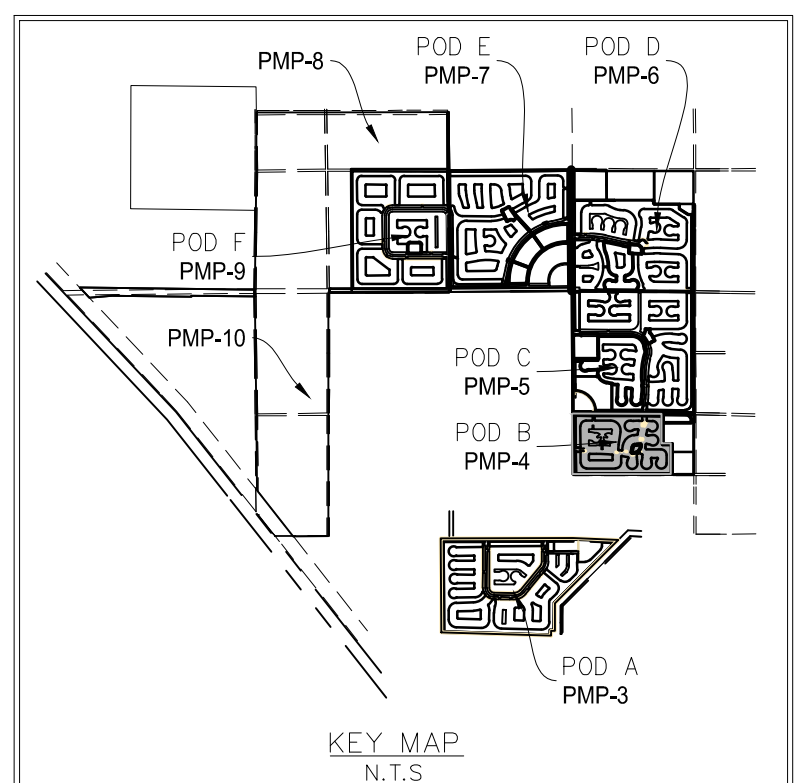 PMP-8
POD E
PMP-7
POD D
PMP-6
POD F
PMP-9
PMP-10
POD C
PMP-5
POD B
PMP-4
POD A
PMP-3
KEY MAP
N.T.S